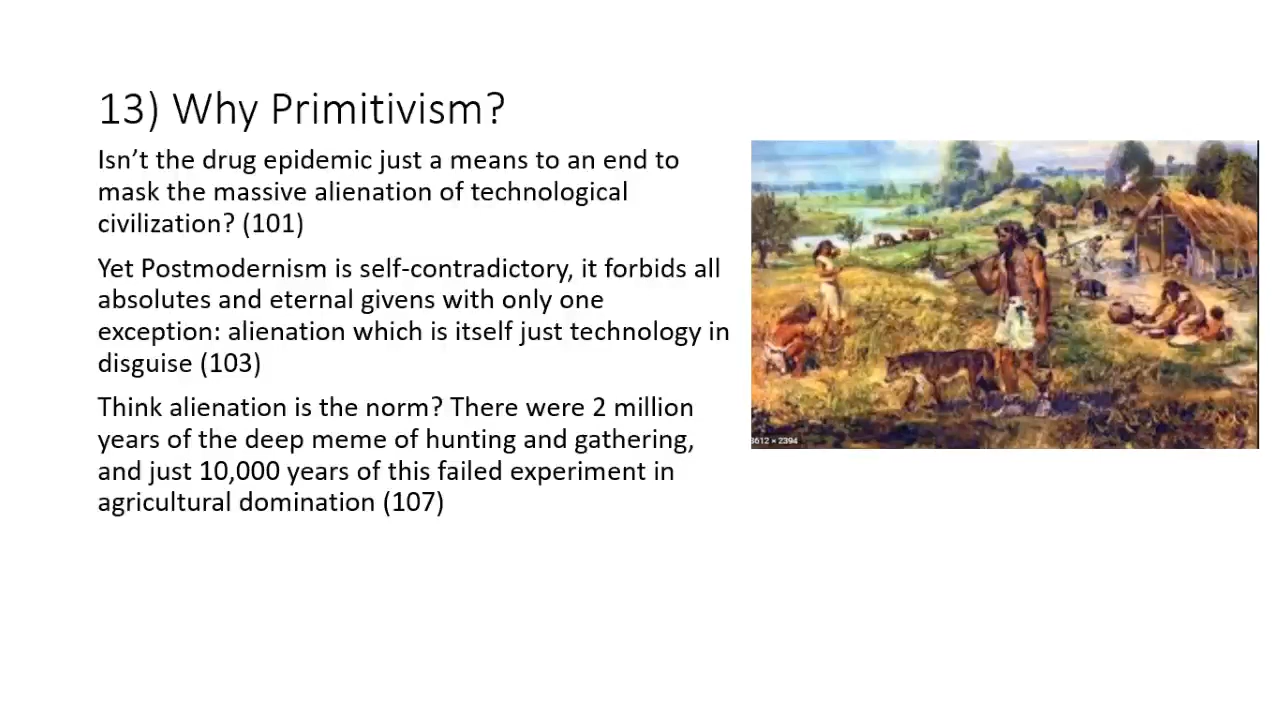 13) Why Primitivism?
Isn’t the drug epidemic just a means to an end to
mask the massive alienation of technological
civilization? (101)
Yet Postmodernism is self-contradictory, it forbids all
absolutes and eternal givens with only one
exception: alienation which is itself just technology in
disguise (103)
Think alienation is the norm? There were 2 million
years of the deep meme of hunting and gathering,
and just 10,000 years of this failed experiment in
agricultural domination (107)
3612 × 2394